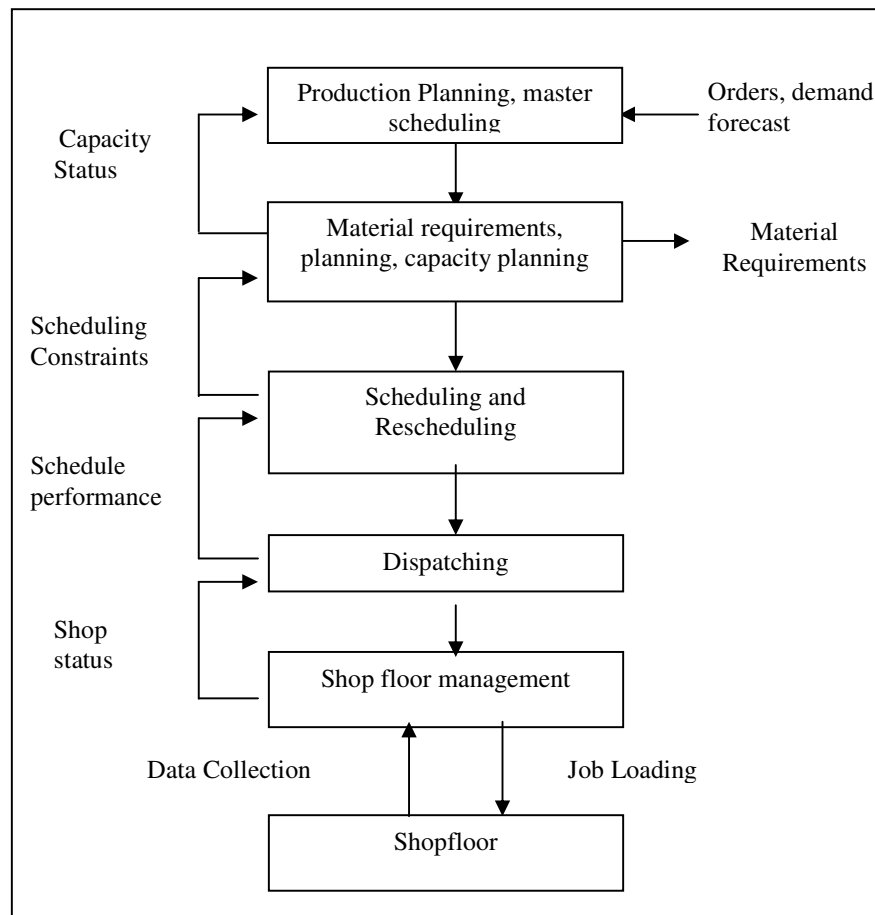 Production Planning, master
scheduling
Orders, demand
forecast
Capacity
Status
Material requirements,
planning, capacity planning
Material
Requirements
Scheduling
Constraints
Scheduling and
Rescheduling
Schedule
performance
Dispatching
Shop
status
Shop floor management
Data Collection
Job Loading
Shopfloor